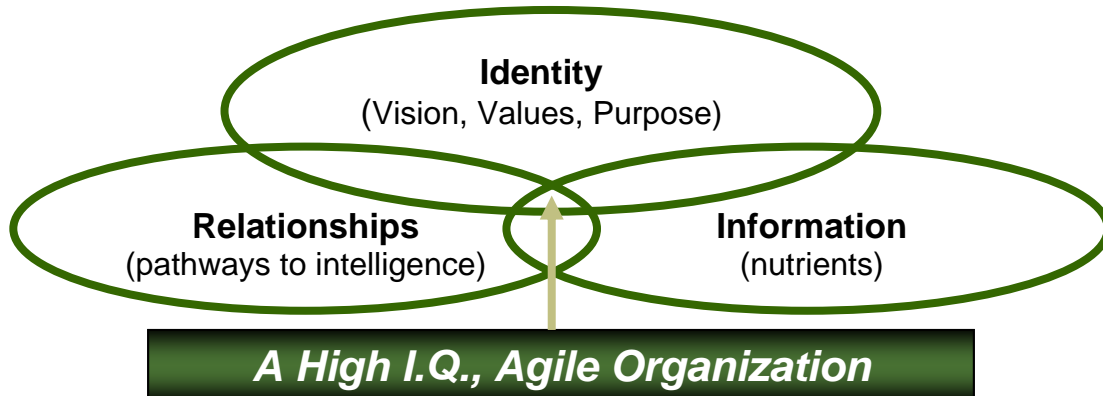 Identity
(Vision, Values, Purpose)
Relationships
(pathways to intelligence)
Information
(nutrients)
A High I.Q., Agile Organization